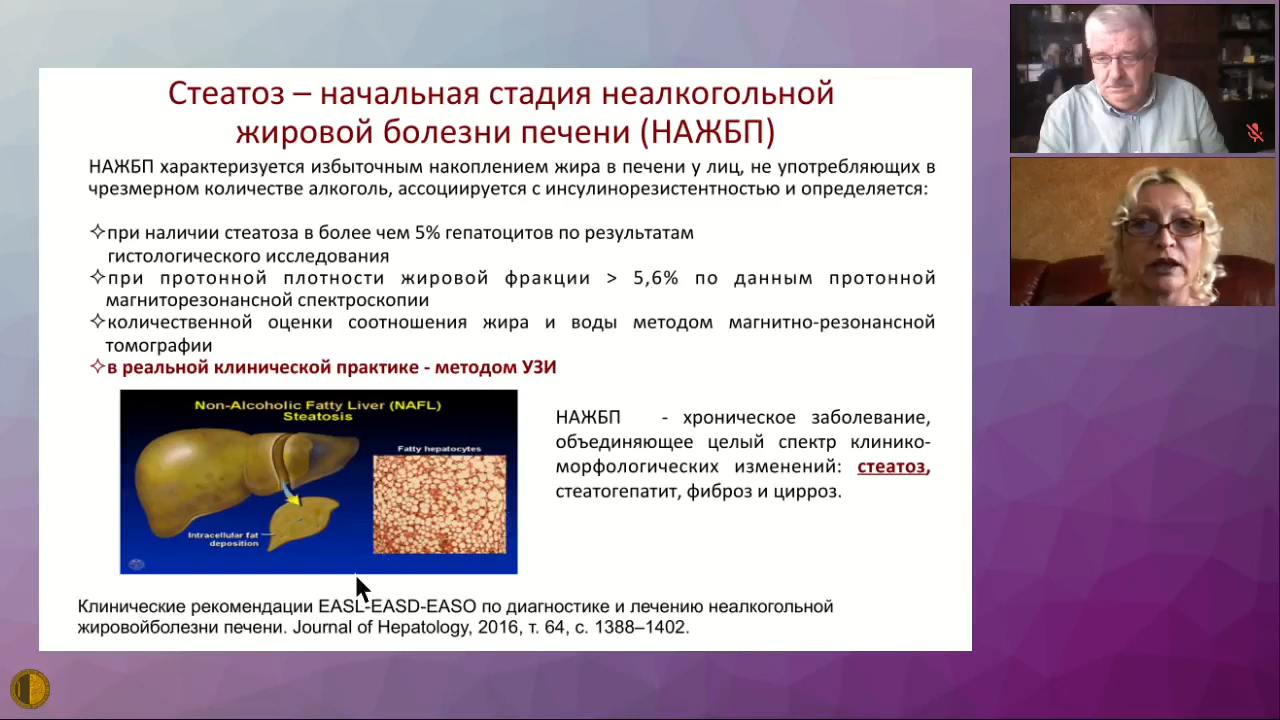 Стеатоз – начальная стадия неалкогольной
жировой болезни печени (НАЖБП)
НАЖБП характеризуется избыточным накоплением жира в печени у лиц, не употребляющих в
чрезмерном количестве алкоголь, ассоциируется с инсулинорезистентностью и определяется:
✧при наличии стеатоза в более чем 5% гепатоцитов по результатам
гистологического исследования
✧при протонной плотности жировой фракции > 5,6% по данным протонной
магниторезонансной спектроскопии
✧количественной оценки соотношения жира и воды методом магнитно-резонансной
томографии
✧в реальной клинической практике - методом УЗИ
Non-Alcoholic Fatty Liver (NAFL)
Steatosis
Fatty hepatocytes
Intracellular fat
deposition
НАЖБП - хроническое заболевание,
объединяющее целый спектр клинико-
морфологических изменений: стеатоз,
стеатогепатит, фиброз и цирроз.
Клинические рекомендации EASL-EASD-EASO по диагностике и лечению неалкогольной
жировойболезни печени. Journal of Hepatology, 2016, т. 64, с. 1388–1402.